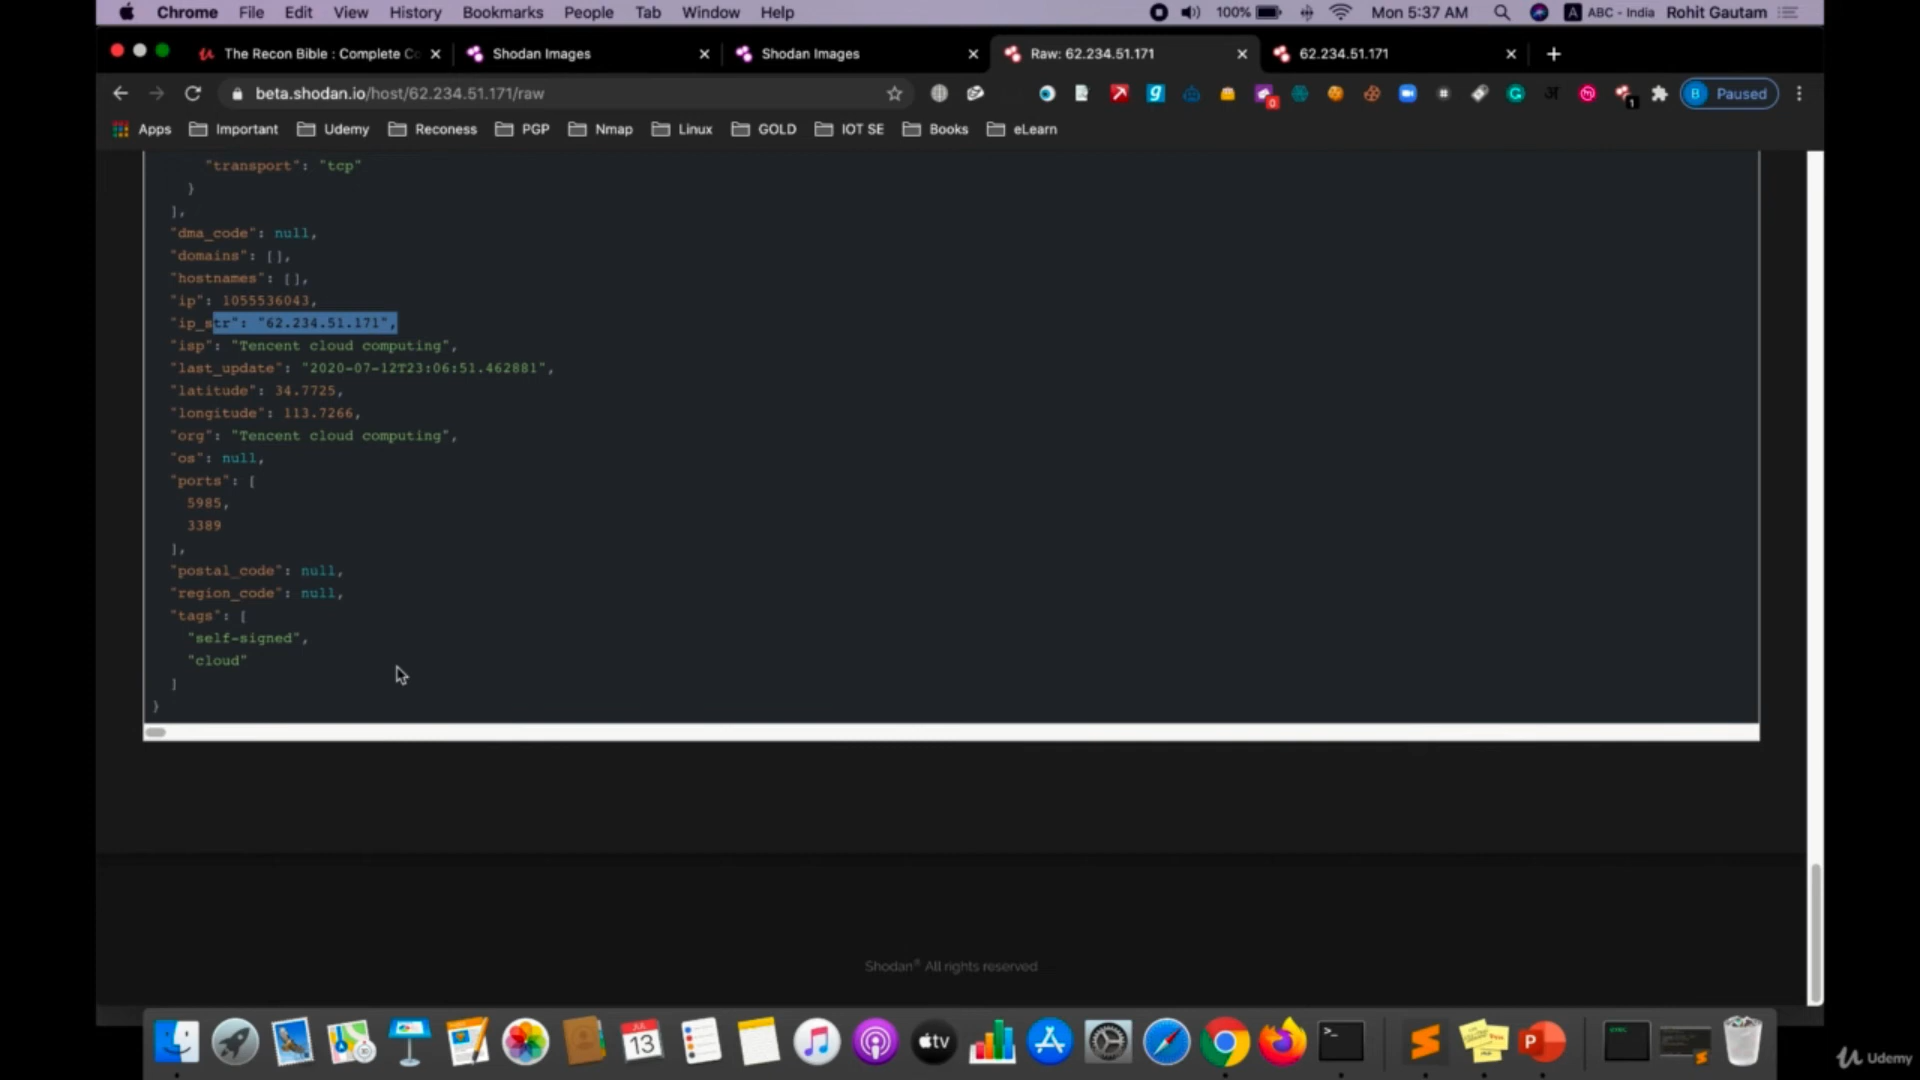 Chrome File Edit View History Bookmarks People Tab Window Help 100% Mon 5:37 AM A ABC - India Rohit Gautam
The Recon Bible : Complete Co Shodan Images Shodan Images Raw: 62.234.51.171 62.234.51.171
beta.shodan.io/host/62.234.51.171/raw B Paused
Apps Important Udemy Reconess PGP Nmap Linux GOLD IOT SE Books eLearn
"transport": "tcp"
}
],
"dma_code": null,
"domains": [],
"hostnames": [],
"ip": 1055536043,
"ip_str": "62.234.51.171",
"isp": "Tencent cloud computing",
"last_update": "2020-07-12T23:06:51.462881",
"latitude": 34.7725,
"longitude": 113.7266,
"org": "Tencent cloud computing",
"os": null,
"ports": [
5985,
3389
],
"postal_code": null,
"region_code": null,
"tags": [
"self-signed",
"cloud"
]
}
Shodan® All rights reserved
JUL
13
tv
Udemy